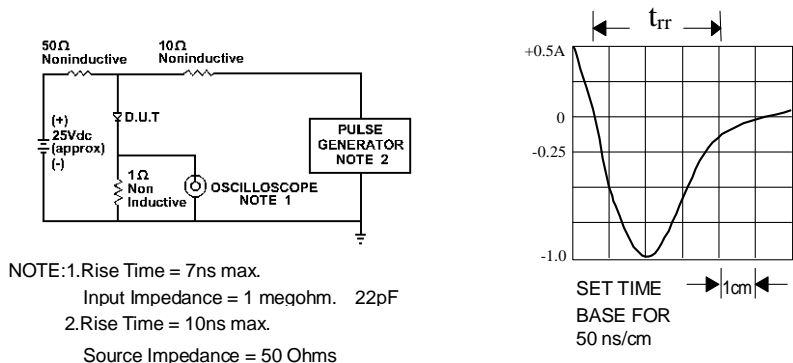 50Ω
Noninductive
10Ω
Noninductive
(+)
25Vdc
(approx)
(-)
D.U.T
1Ω
Non
Inductive
OSCILLOSCOPE
NOTE 1
PULSE
GENERATOR
NOTE 2
NOTE:1.Rise Time = 7ns max.
Input Impedance = 1 megohm. 22pF
2.Rise Time = 10ns max.
Source Impedance = 50 Ohms
trr
+0.5A
0
-0.25
-1.0
SET TIME
BASE FOR
50 ns/cm
1cm